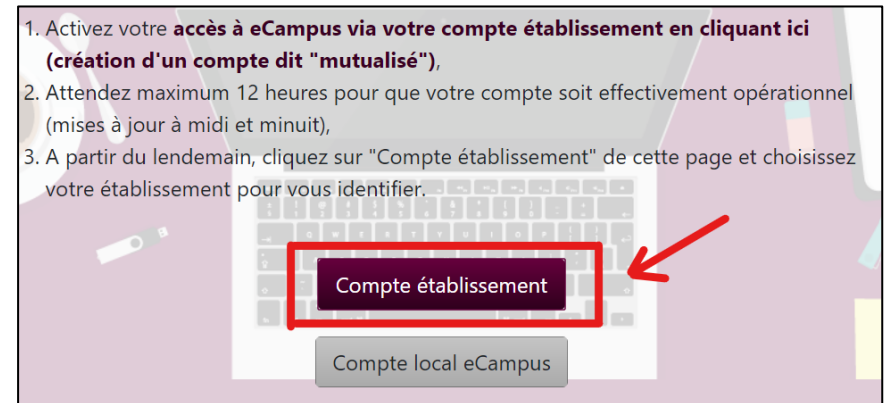 1. Activez votre accès à eCampus via votre compte établissement en cliquant ici
(création d'un compte dit "mutualisé"),
2. Attendez maximum 12 heures pour que votre compte soit effectivement opérationnel
(mises à jour à midi et minuit),
3. A partir du lendemain, cliquez sur "Compte établissement" de cette page et choisissez
votre établissement pour vous identifier.
Compte établissement
Compte local eCampus